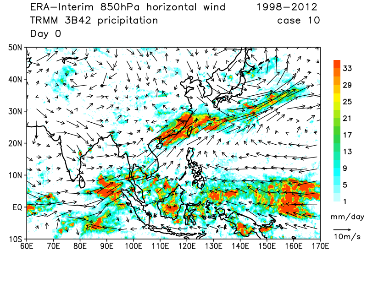 ERA-Interim 850hPa horizontal wind 1998-2012
TRMM 3B42 precipitation case 10
Day 0
50N
40N
30N
20N
10N
EQ
10S
60E 70E 80E 90E 100E 110E 120E 130E 140E 150E 160E 170E
33
29
25
21
17
13
9
5
1
mm/day
10m/s